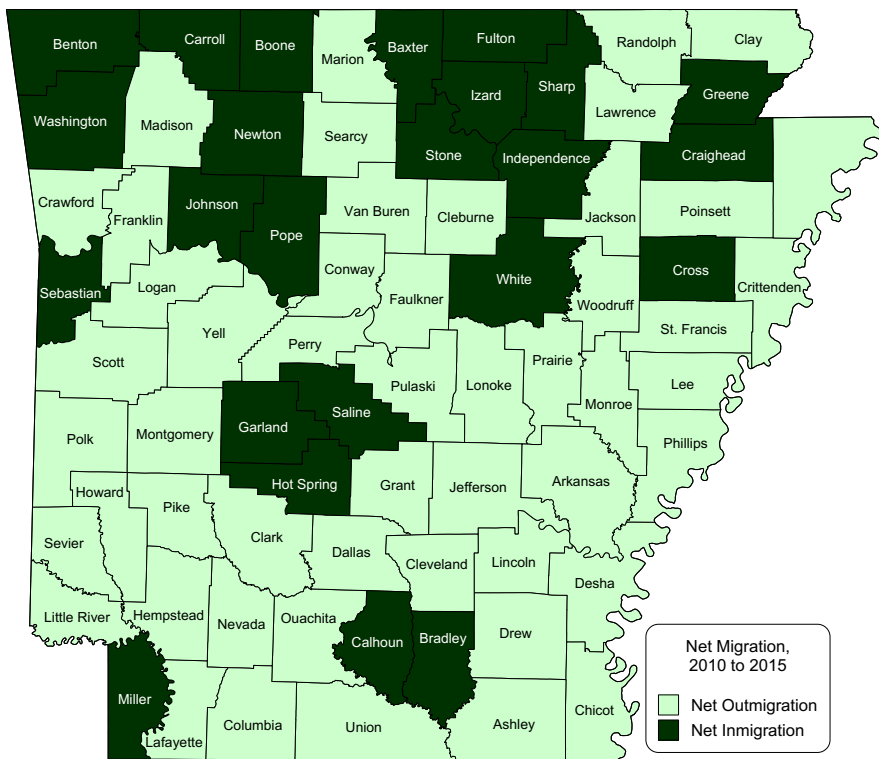 Benton
Carroll
Boone
Marion
Baxter
Fulton
Randolph
Clay
Izard
Sharp
Greene
Lawrence
Washington
Madison
Newton
Searcy
Stone
Independence
Craighead
Crawford
Franklin
Johnson
Pope
Van Buren
Cleburne
Jackson
Poinsett
Sebastian
Logan
Conway
Faulkner
White
Woodruff
Cross
Crittenden
Yell
Perry
St. Francis
Scott
Pulaski
Lonoke
Prairie
Monroe
Lee
Garland
Saline
Polk
Montgomery
Phillips
Hot Spring
Grant
Jefferson
Arkansas
Howard
Pike
Sevier
Clark
Dallas
Cleveland
Lincoln
Desha
Little River
Hempstead
Nevada
Ouachita
Calhoun
Bradley
Drew
Miller
Lafayette
Columbia
Union
Ashley
Chicot
Net Migration,
2010 to 2015
Net Outmigration
Net Inmigration